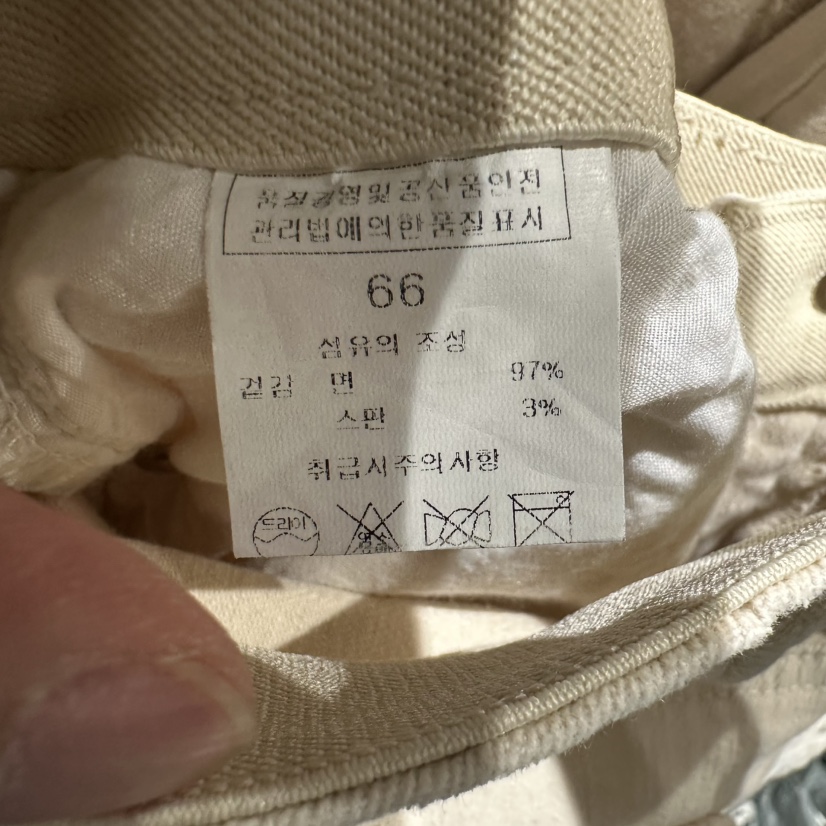 품질경영및공산품안전
관리법에의한품질표시
66
섬유의 조성
겉감 면 97%
스판 3%
취급시주의사항
드라이 염소